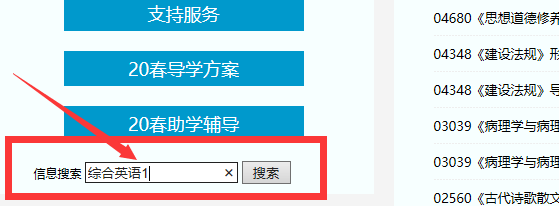 支持服务
20春导学方案
20春助学辅导
信息搜索 综合英语1 × 搜索
04680《思想道德修养
04348《建设法规》形
04348《建设法规》导
03039《病理学与病理
03039《病理学与病理
02560《古代诗歌散文